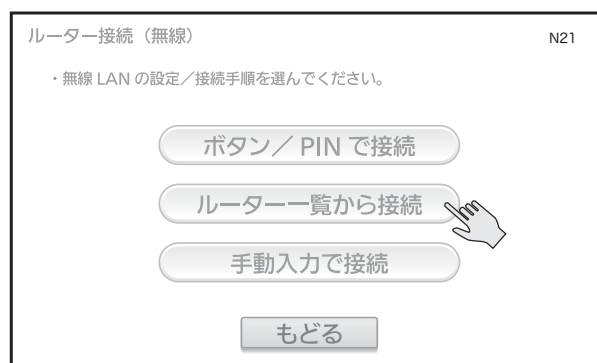 ルーター接続（無線）
N21
・無線 LAN の設定／接続手順を選んでください。
ボタン／ PIN で接続
ルーター一覧から接続
手動入力で接続
もどる